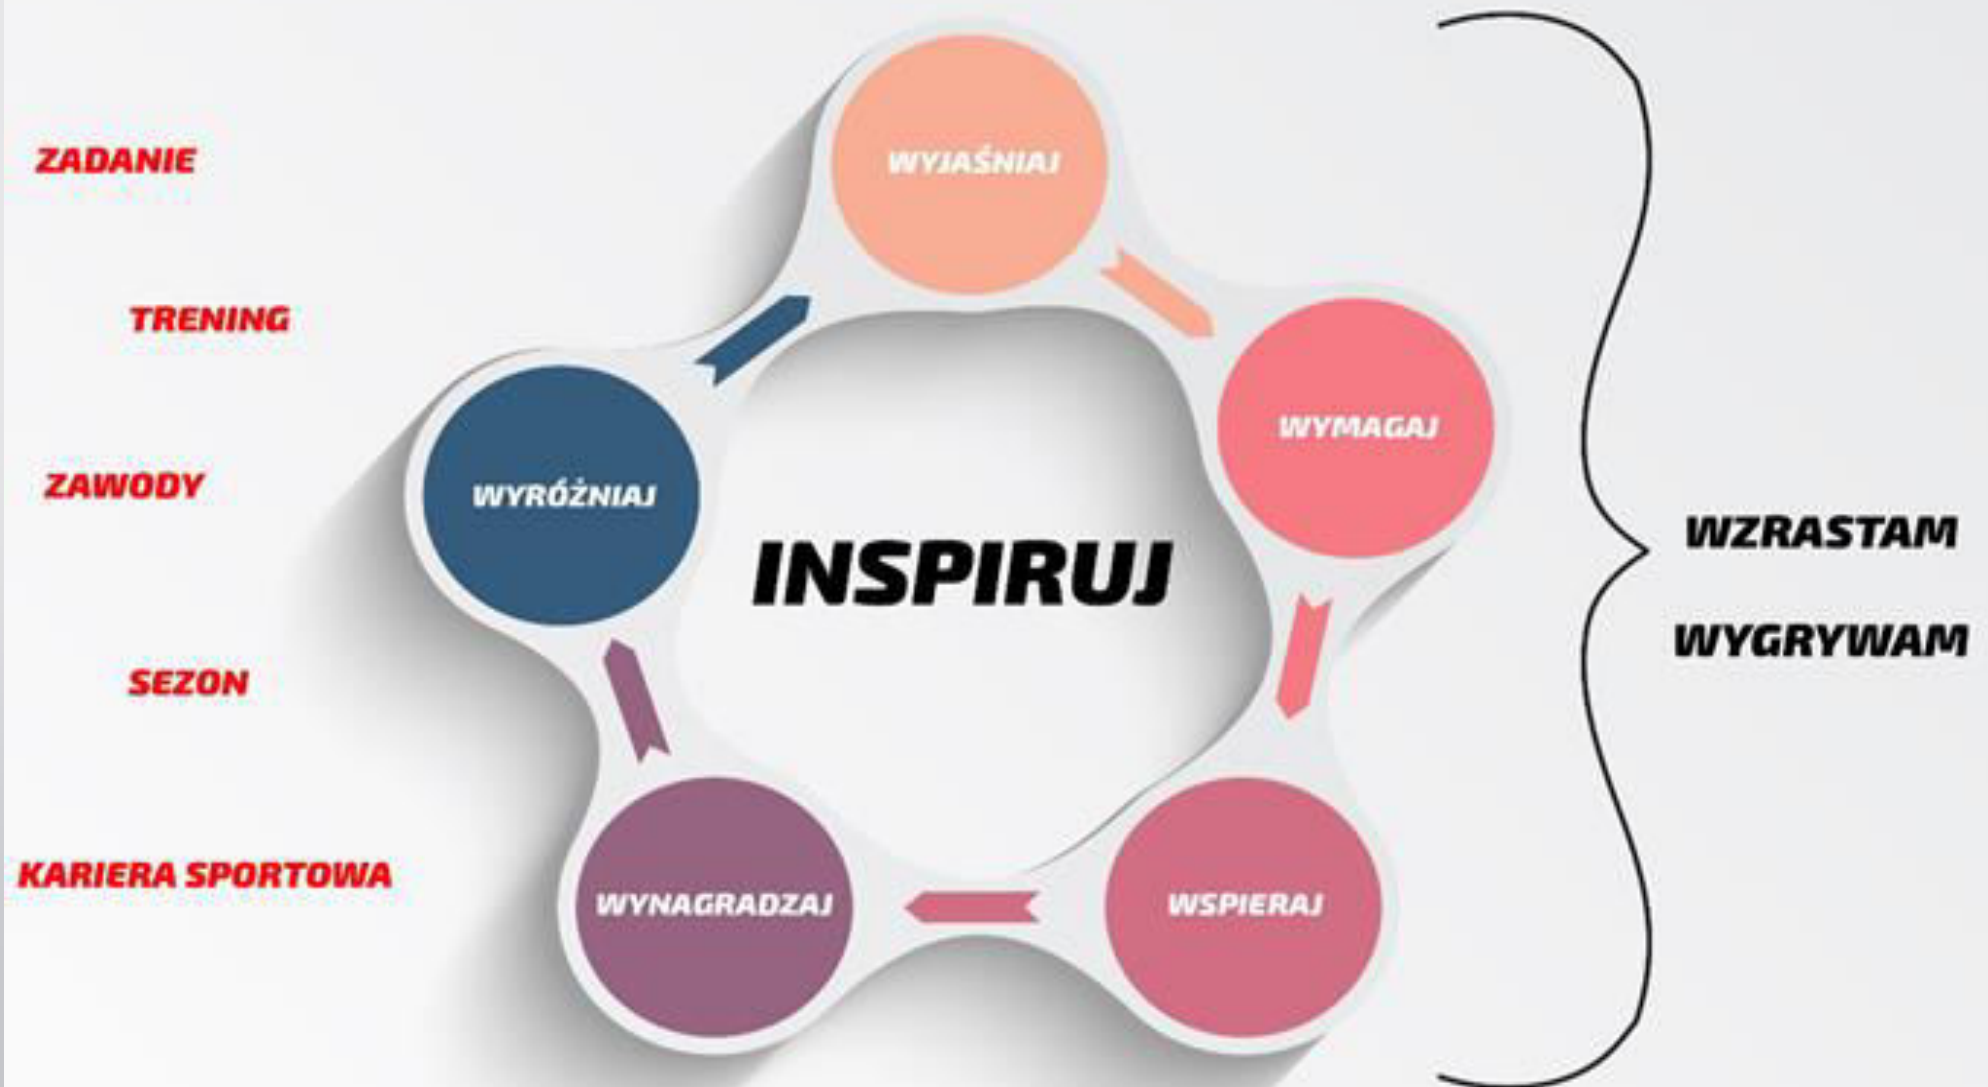 ZADANIE
TRENING
ZAWODY
SEZON
KARIERA SPORTOWA
WYJAŚNIAJ
WYMAGAJ
WSPIERAJ
WYNAGRADZAJ
WYRÓŻNIAJ
INSPIRUJ
WZRASTAM
WYGRYWAM